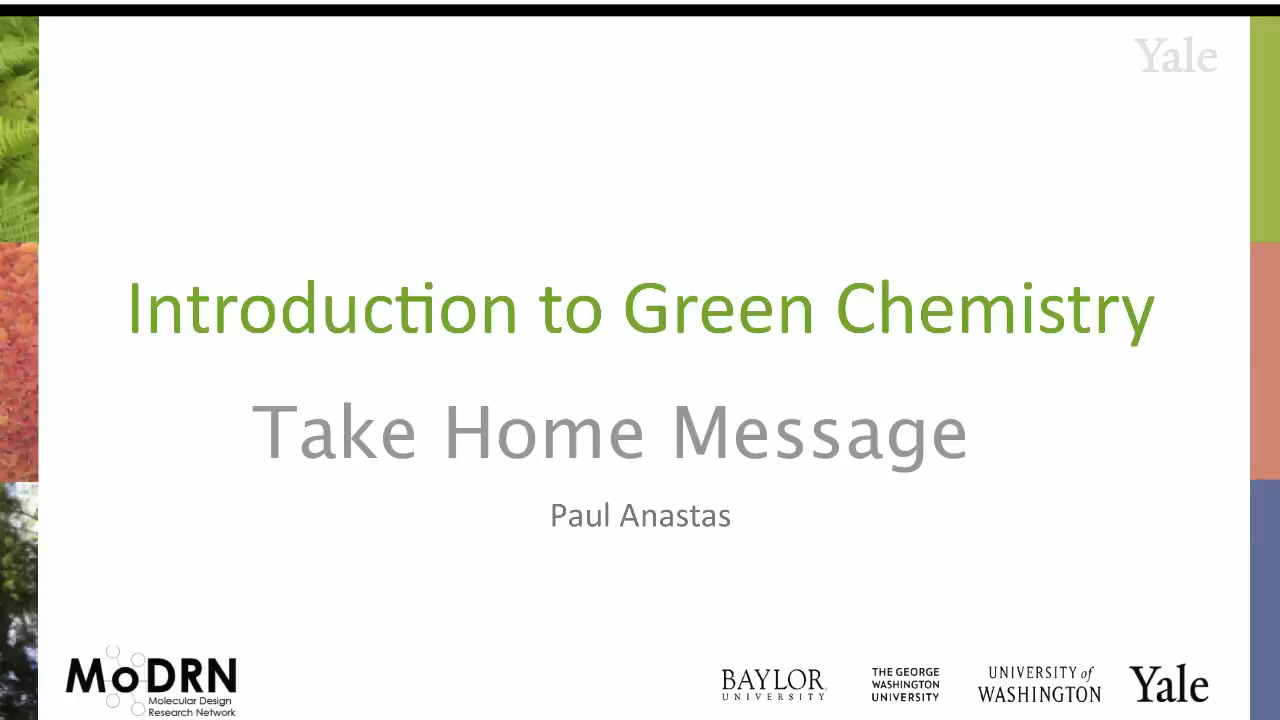 Yale
Introduction to Green Chemistry
Take Home Message
Paul Anastas
MoDRN
Molecular Design
Research Network
BAYLOR
UNIVERSITY
THE GEORGE
WASHINGTON
UNIVERSITY
UNIVERSITY of
WASHINGTON
Yale